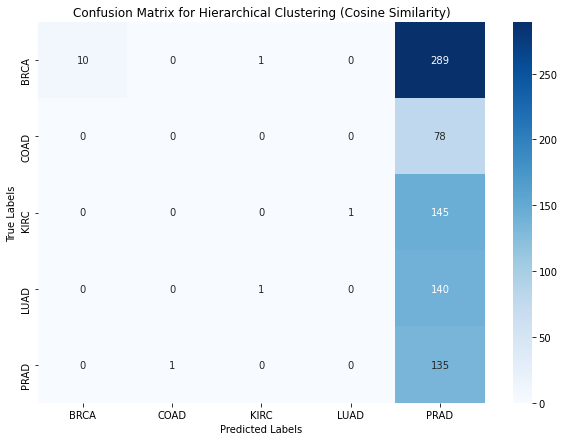 Confusion Matrix for Hierarchical Clustering (Cosine Similarity)
BRCA 10 0 1 0 289
COAD 0 0 0 0 78
KIRC 0 0 0 1 145
LUAD 0 0 1 0 140
PRAD 0 1 0 0 135
True Labels
BRCA COAD KIRC LUAD PRAD
Predicted Labels
250
200
150
100
50
0